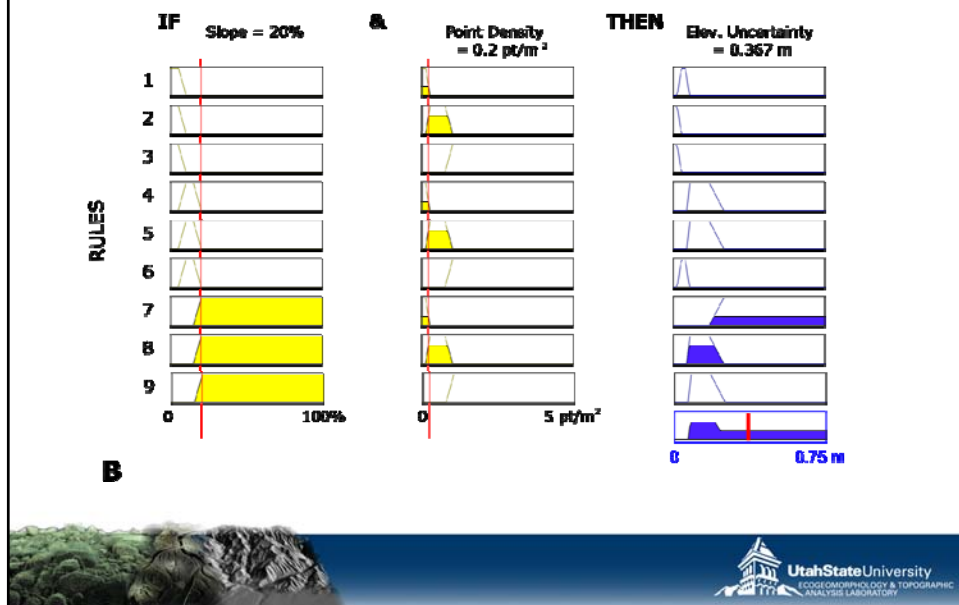 IF & THEN
Slope = 20%
Point Density
= 0.2 pt/m²
Elev. Uncertainty
= 0.367 m
RULES
1
2
3
4
5
6
7
8
9
0 100%
0 5 pt/m²
0 0.75 m
B
UtahStateUniversity
ECOGEOMORPHOLOGY & TOPOGRAPHIC
ANALYSIS LABORATORY